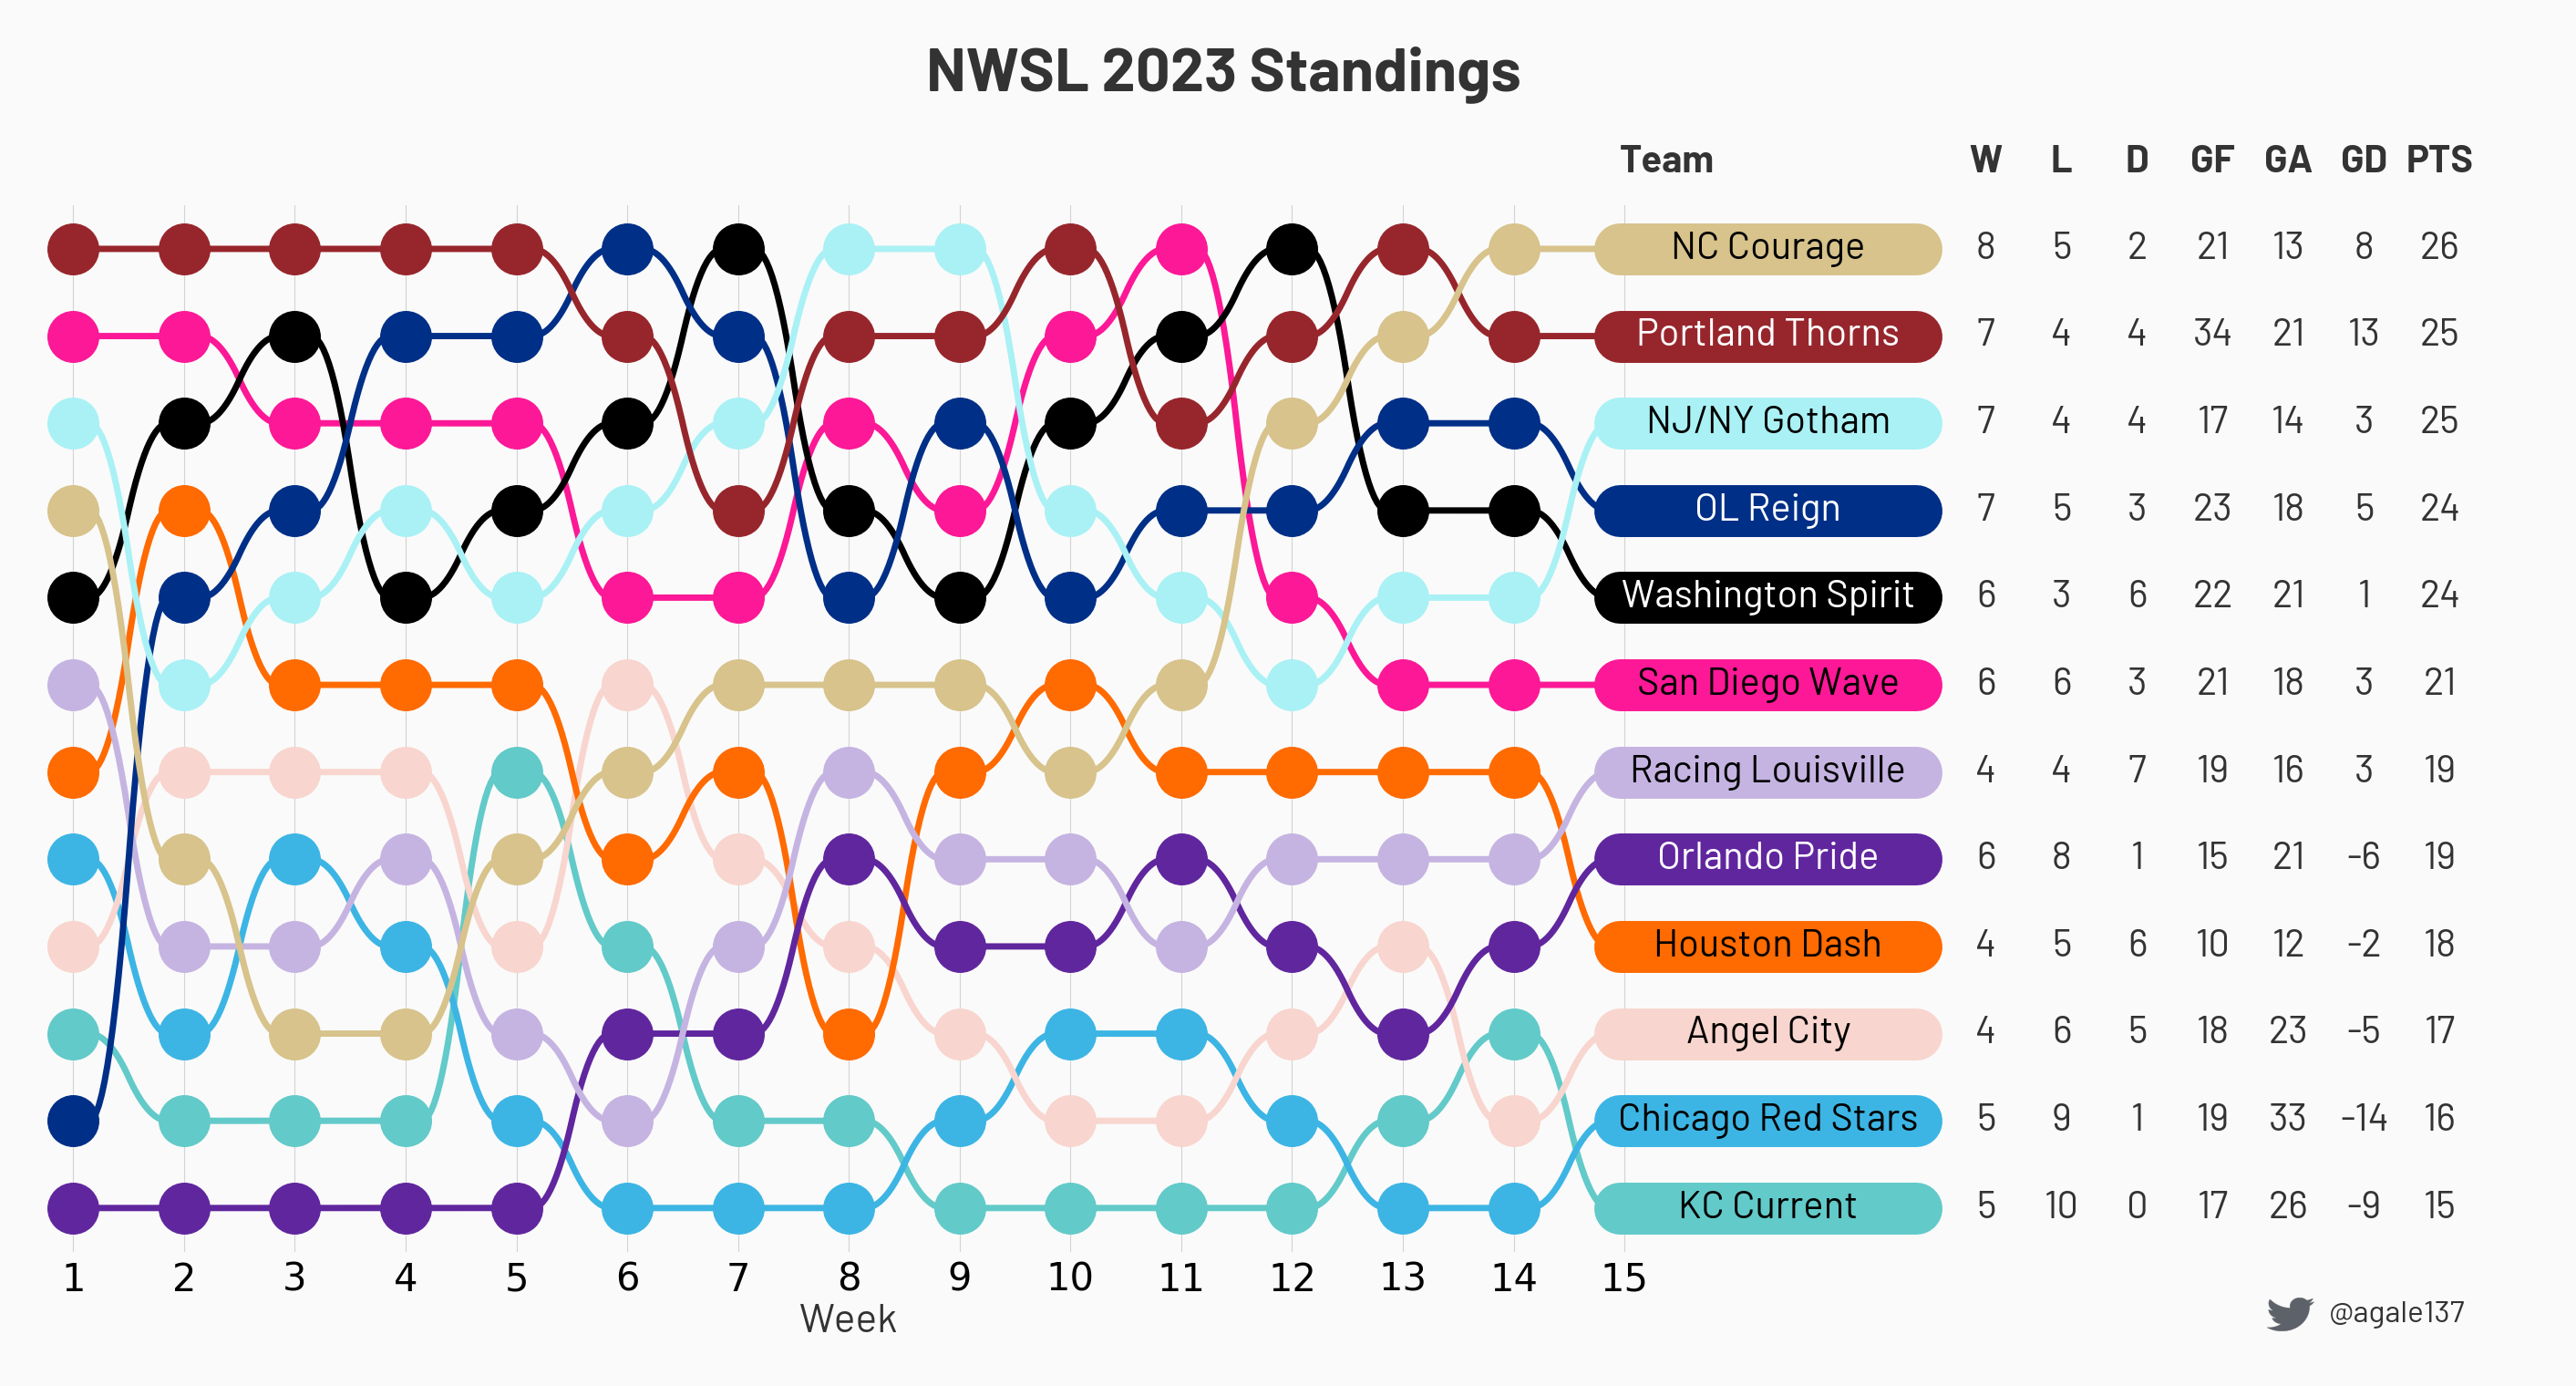 NWSL 2023 Standings
Team W L D GF GA GD PTS
NC Courage 8 5 2 21 13 8 26
Portland Thorns 7 4 4 34 21 13 25
NJ/NY Gotham 7 4 4 17 14 3 25
OL Reign 7 5 3 23 18 5 24
Washington Spirit 6 3 6 22 21 1 24
San Diego Wave 6 6 3 21 18 3 21
Racing Louisville 4 4 7 19 16 3 19
Orlando Pride 6 8 1 15 21 -6 19
Houston Dash 4 5 6 10 12 -2 18
Angel City 4 6 5 18 23 -5 17
Chicago Red Stars 5 9 1 19 33 -14 16
KC Current 5 10 0 17 26 -9 15
1 2 3 4 5 6 7 8 9 10 11 12 13 14 15
Week
@agale137